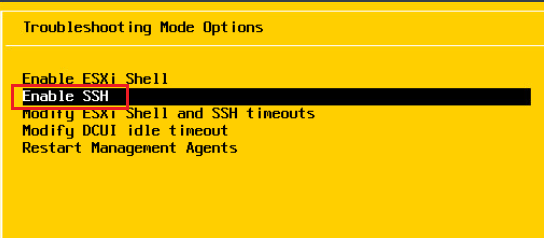 Troubleshooting Mode Options
Enable ESXi Shell
Enable SSH
Modify ESXi Shell and SSH timeouts
Modify DCUI idle timeout
Restart Management Agents